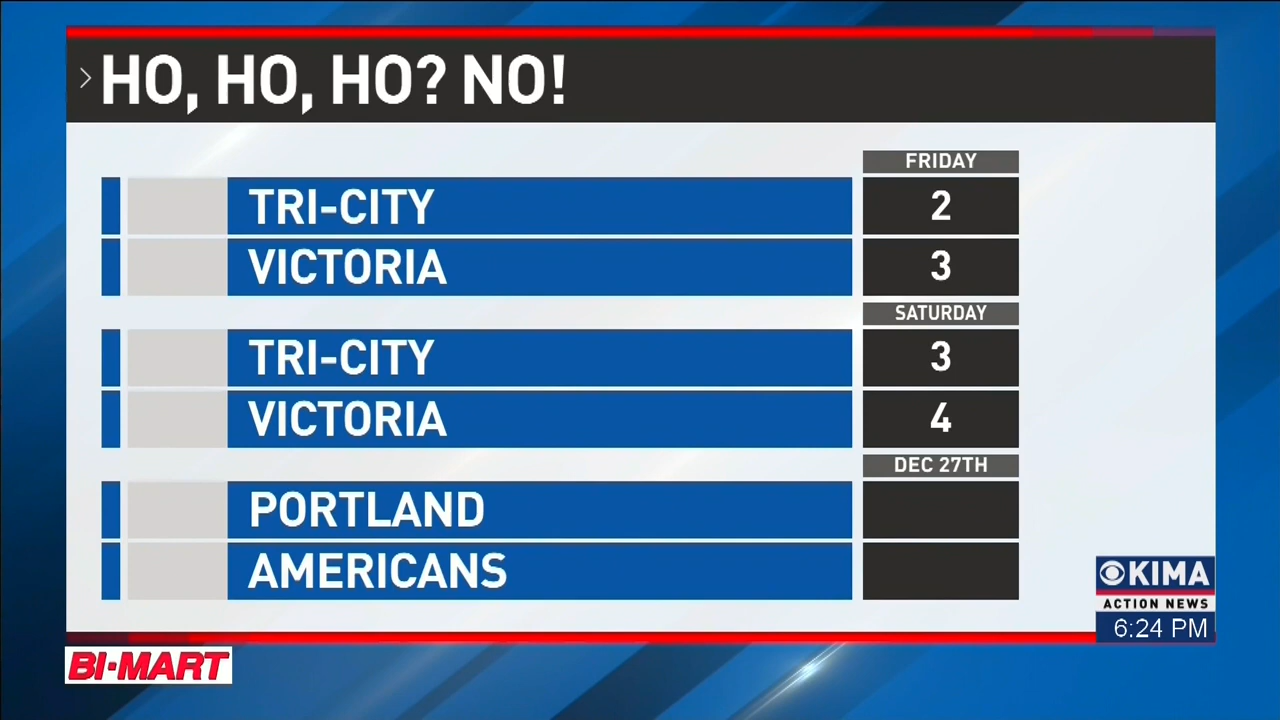 HO, HO, HO? NO!
FRIDAY
TRI-CITY 2
VICTORIA 3
SATURDAY
TRI-CITY 3
VICTORIA 4
DEC 27TH
PORTLAND
AMERICANS
KIMA
ACTION NEWS
6:24 PM
BI-MART